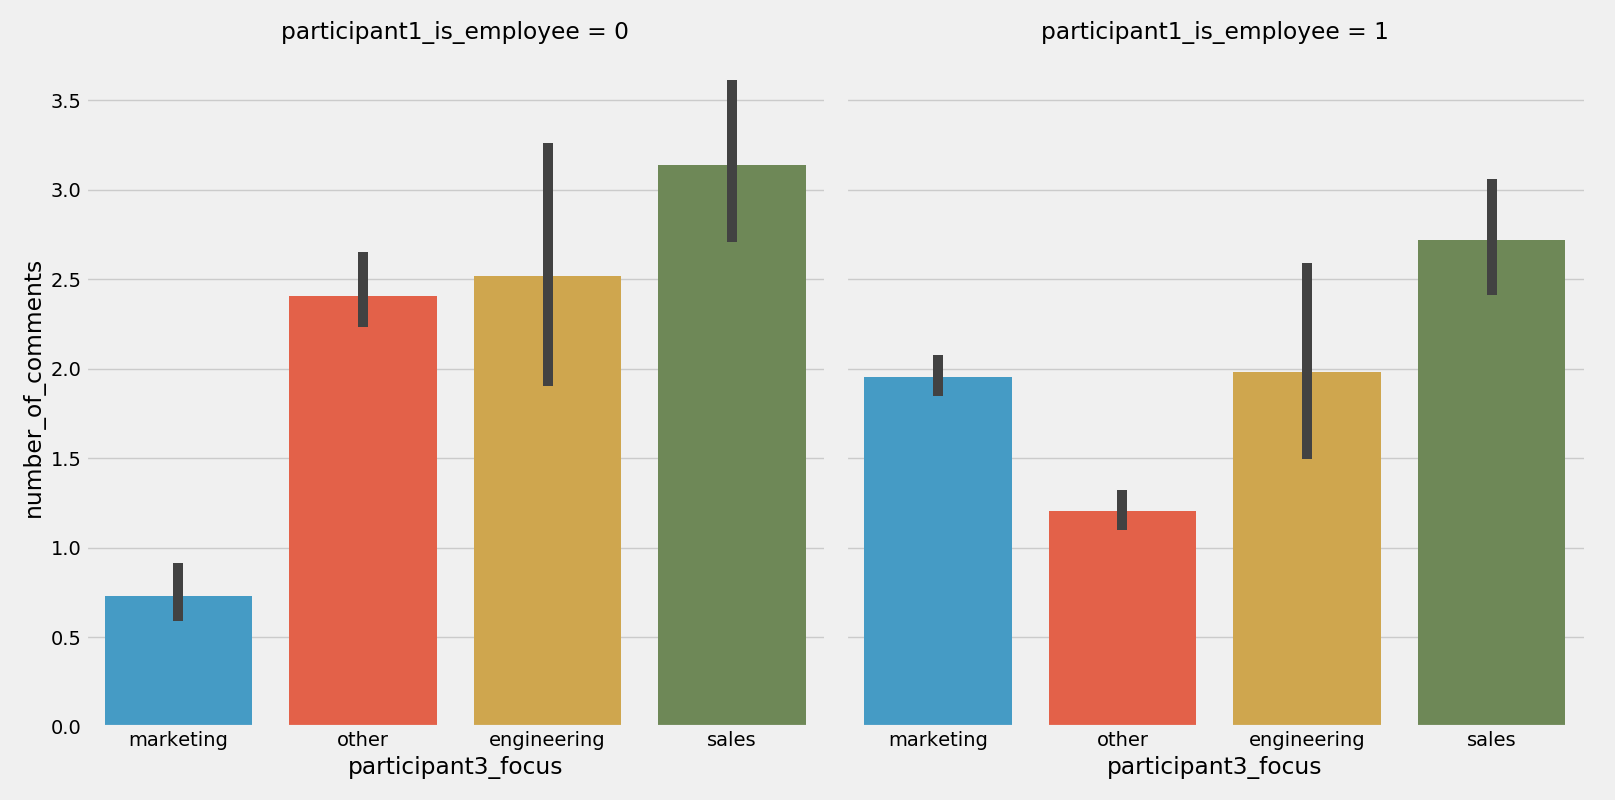 participant1_is_employee = 0
participant1_is_employee = 1
number_of_comments
3.5
3.0
2.5
2.0
1.5
1.0
0.5
0.0
marketing other engineering sales
marketing other engineering sales
participant3_focus
participant3_focus